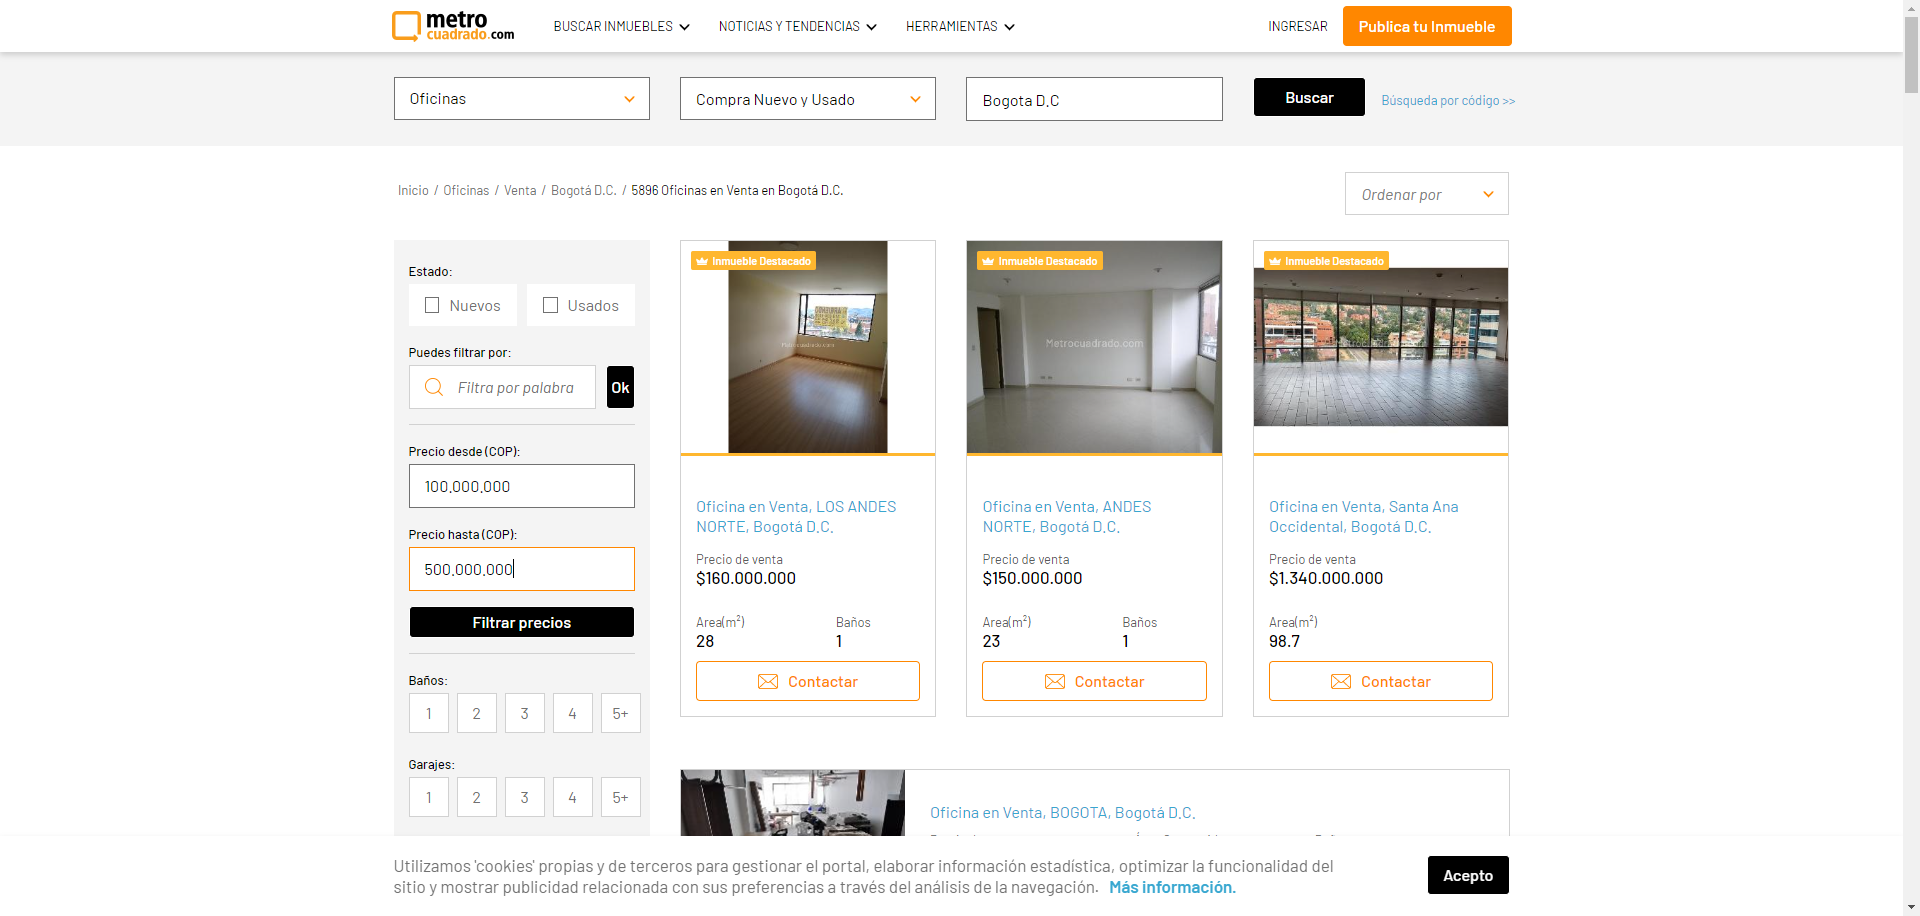 metro
cuadrado.com
BUSCAR INMUEBLES
NOTICIAS Y TENDENCIAS
HERRAMIENTAS
INGRESAR
Publica tu Inmueble
Oficinas
Compra Nuevo y Usado
Bogota D.C
Buscar
Búsqueda por código >>
Inicio / Oficinas / Venta / Bogotá D.C. / 5896 Oficinas en Venta en Bogotá D.C.
Ordenar por
Estado:
Nuevos
Usados
Puedes filtrar por:
Filtra por palabra
Ok
Precio desde (COP):
100.000.000
Precio hasta (COP):
500.000.000
Filtrar precios
Baños:
1 2 3 4 5+
Garajes:
1 2 3 4 5+
Inmueble Destacado
Oficina en Venta, LOS ANDES
NORTE, Bogotá D.C.
Precio de venta
$160.000.000
Area(m²) Baños
28 1
Contactar
Inmueble Destacado
Metrocuadrado.com
Oficina en Venta, ANDES
NORTE, Bogotá D.C.
Precio de venta
$150.000.000
Area(m²) Baños
23 1
Contactar
Inmueble Destacado
Oficina en Venta, Santa Ana
Occidental, Bogotá D.C.
Precio de venta
$1.340.000.000
Area(m²)
98.7
Contactar
Oficina en Venta, BOGOTA, Bogotá D.C.
Utilizamos 'cookies' propias y de terceros para gestionar el portal, elaborar información estadística, optimizar la funcionalidad del
sitio y mostrar publicidad relacionada con sus preferencias a través del análisis de la navegación. Más información.
Acepto